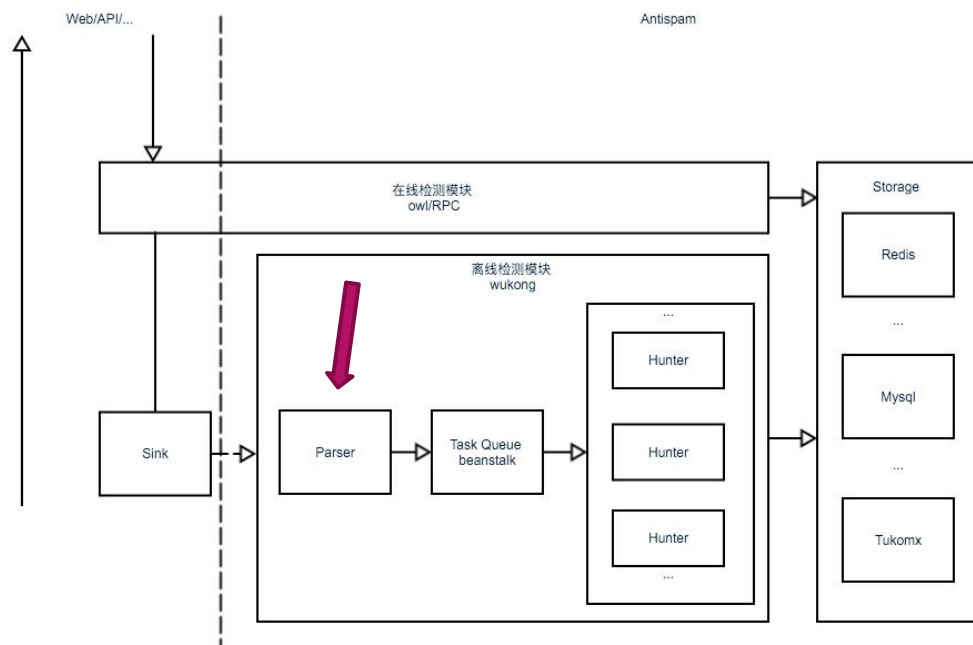 Web/API/...
Antispam
在线检测模块
owl/RPC
Storage
Redis
...
Mysql
...
Tukomx
离线检测模块
wukong
...
Hunter
Hunter
Hunter
...
Sink
Parser
Task Queue
beanstalk